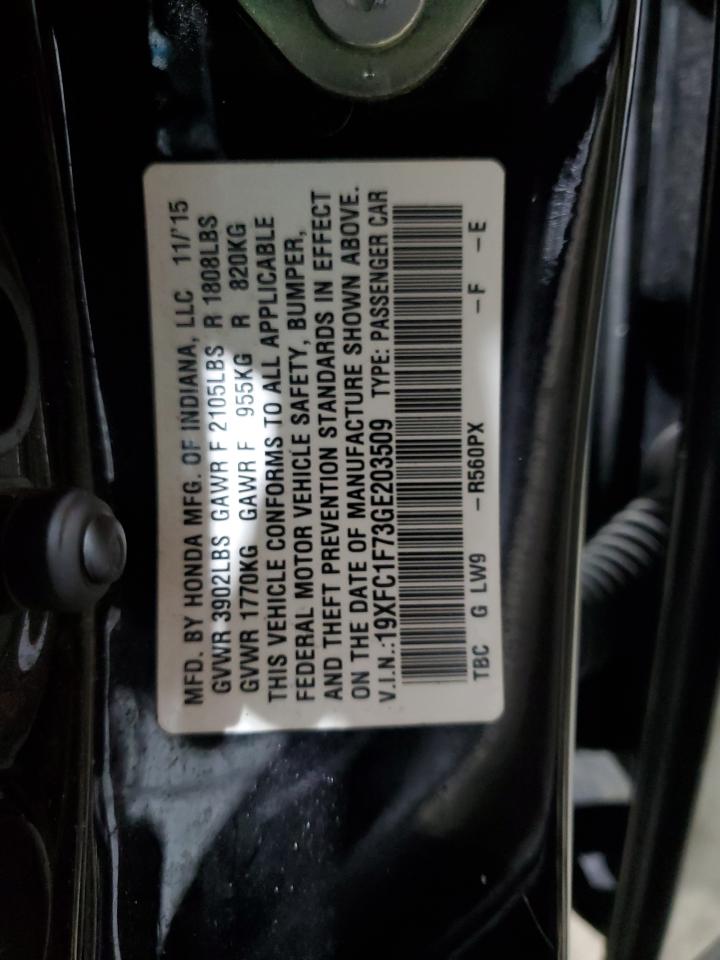 MFD. BY HONDA MFG. OF INDIANA, LLC 11/'15
GVWR 3902LBS GAWR F 2105LBS R 1808LBS
GVWR 1770KG GAWR F 955KG R 820KG
THIS VEHICLE CONFORMS TO ALL APPLICABLE
FEDERAL MOTOR VEHICLE SAFETY, BUMPER,
AND THEFT PREVENTION STANDARDS IN EFFECT
ON THE DATE OF MANUFACTURE SHOWN ABOVE.
V.I.N.:19XFC1F73GE203509 TYPE: PASSENGER CAR
TBC G LW9 -R560PX -F -E